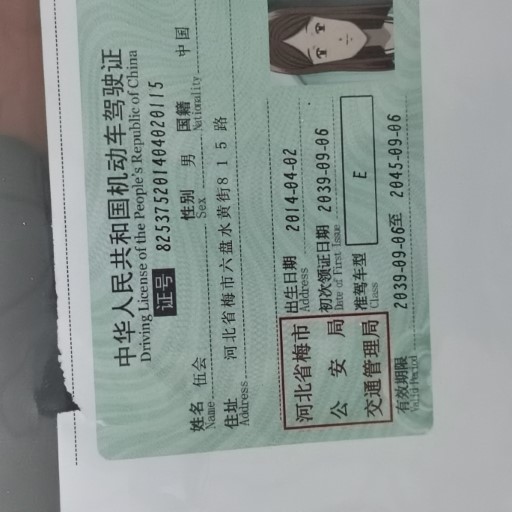 中华人民共和国机动车驾驶证
Driving License of the People's Republic of China
证号 825375201404020115
姓名 伍会 性别 男 国籍 中国
Name Sex Nationality
住址 河北省梅市六盘水黄街815路
Address
出生日期 2014-04-02
Address
初次领证日期 2039-09-06
Date of First Issue
准驾车型 E
Class
河北省梅市
公安局
交通管理局
有效期限 2039-09-06至 2045-09-06
Valid Period